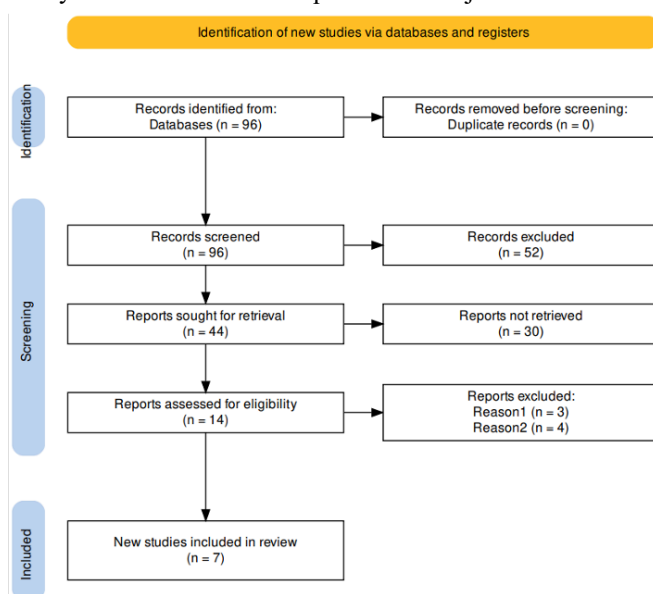 Identification of new studies via databases and registers
Identification
Records identified from:
Databases (n = 96)
Records removed before screening:
Duplicate records (n = 0)
Screening
Records screened
(n = 96)
Records excluded
(n = 52)
Reports sought for retrieval
(n = 44)
Reports not retrieved
(n = 30)
Reports assessed for eligibility
(n = 14)
Reports excluded:
Reason1 (n = 3)
Reason2 (n = 4)
Included
New studies included in review
(n = 7)